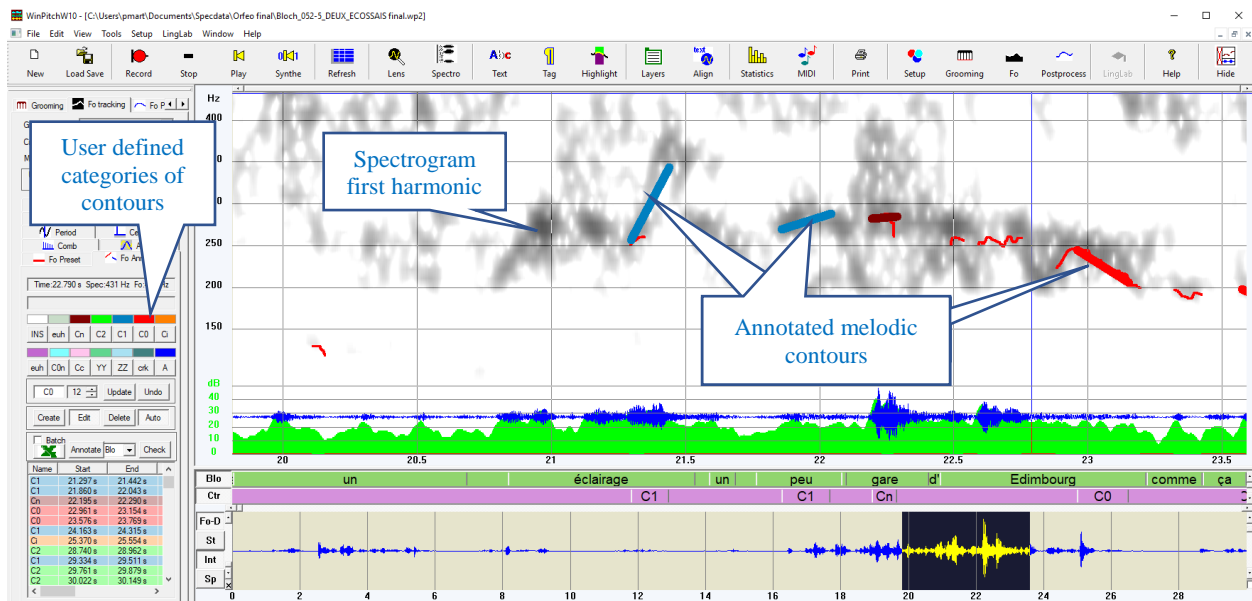 WinPitchW10 - [C:\Users\pmart\Documents\Specdata\Orfeo final\Bloch_052-5_DEUX_ECOSSAIS final.wp2]
File Edit View Tools Setup LingLab Window Help
New Load Save Record Stop Play Synthe Refresh Lens Spectro Text Tag Highlight Layers Align Statistics MIDI Print Setup Grooming Fo Postprocess LingLab Help Hide
Grooming Fo tracking Fo P
User defined
categories of
contours
Period
Comb
Fo Preset
Time:22.790 s Spec:431 Hz Fo:
INS euh Cn C2 C1 C0 Ci
euh C0n Cc YY ZZ crk A
C0 12 Update Undo
Create Edit Delete Auto
Batch
Annotate Blo Check
Name Start End
C1 21.297 s 21.442 s
C1 21.860 s 22.043 s
Cn 22.195 s 22.290 s
C0 22.961 s 23.154 s
C0 23.576 s 23.769 s
C1 24.163 s 24.315 s
Ci 25.370 s 25.554 s
C2 28.740 s 28.962 s
C1 29.334 s 29.511 s
C2 29.761 s 29.879 s
C2 30.022 s 30.149 s
Hz
400
250
200
150
dB
40
30
20
10
0
Spectrogram
first harmonic
Annotated melodic
contours
20 20.5 21 21.5 22 22.5 23 23.5
Blo un éclairage un peu gare d' Edimbourg comme ça
Ctr C1 C1 Cn C0
Fo-D
St
Int
Sp
0 2 4 6 8 10 12 14 16 18 20 22 24 26 28